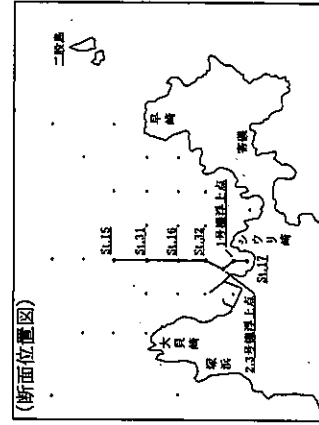 (断面位置図)
二股島
St.15
St.31
St.16
St.32
1号機浮上点
St.17
2,3号機浮上点
早崎
シウリ崎
大貝崎
塚浜